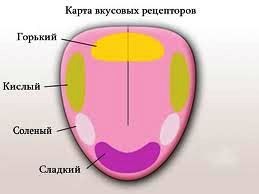 Карта вкусовых рецепторов
Горький
Кислый
Соленый
Сладкий